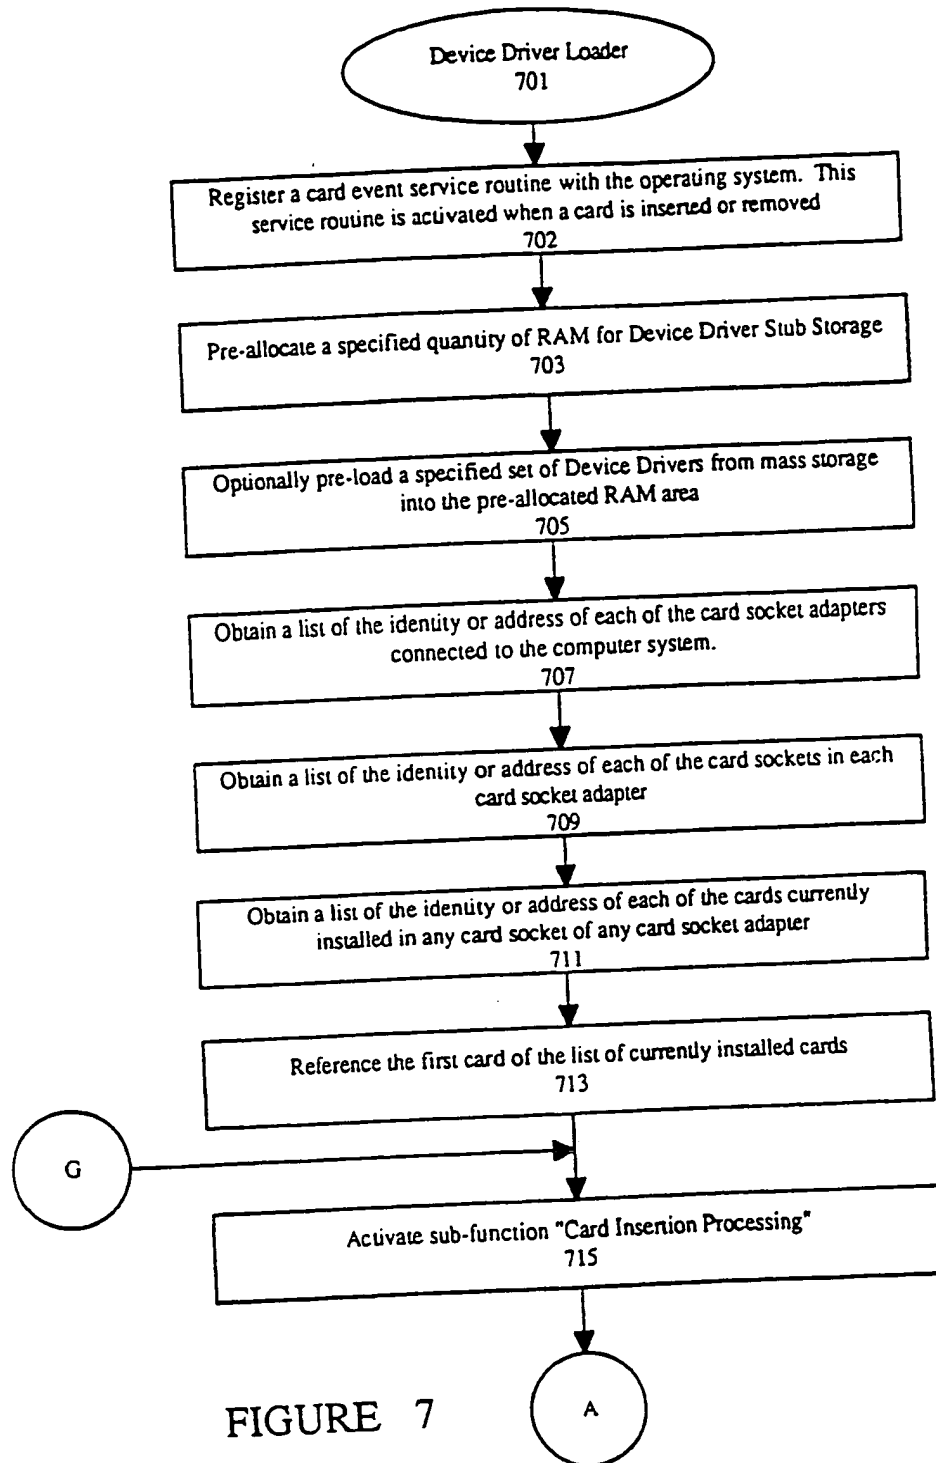 Device Driver Loader
701
Register a card event service routine with the operating system. This
service routine is activated when a card is inserted or removed
702
Pre-allocate a specified quantity of RAM for Device Driver Stub Storage
703
Optionally pre-load a specified set of Device Drivers from mass storage
into the pre-allocated RAM area
705
Obtain a list of the identity or address of each of the card socket adapters
connected to the computer system.
707
Obtain a list of the identity or address of each of the card sockets in each
card socket adapter
709
Obtain a list of the identity or address of each of the cards currently
installed in any card socket of any card socket adapter
711
Reference the first card of the list of currently installed cards
713
G
Activate sub-function "Card Insertion Processing"
715
A
FIGURE 7